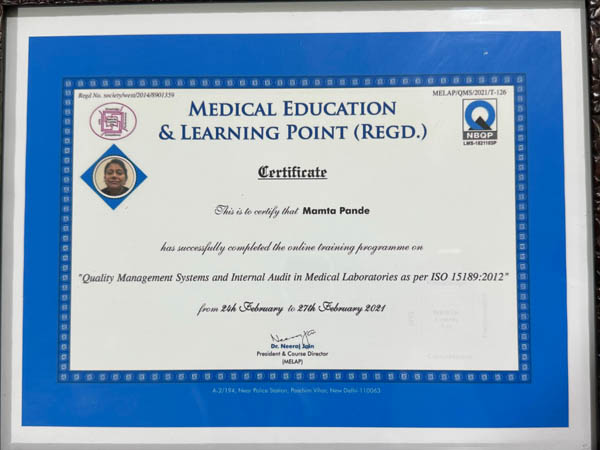 Regd No. society/west/2014/8901359
MELAP/QMS/2021/T-126
MEDICAL EDUCATION
& LEARNING POINT (REGD.)
NBQP
Certificate
This is to certify that Mamta Pande
has successfully completed the online training programme on
"Quality Management Systems and Internal Audit in Medical Laboratories as per ISO 15189:2012"
from 24th February to 27th February 2021
Dr. Neeraj Jain
President & Course Director
(MELAP)
A-2/194, Near Police Station, Paschim Vihar, New Delhi-110063